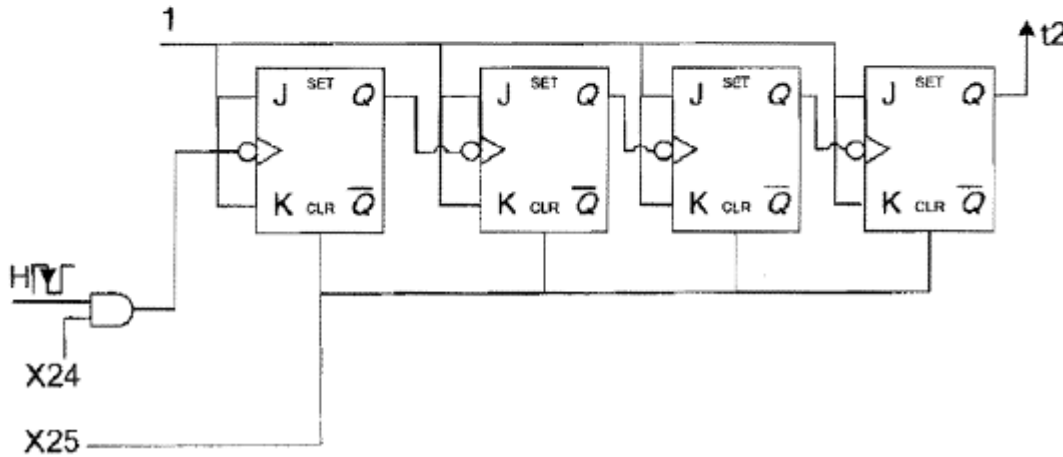 1
t2
J SET Q
J SET Q
J SET Q
J SET Q
K CLR Q̅
K CLR Q̅
K CLR Q̅
K CLR Q̅
H
X24
X25